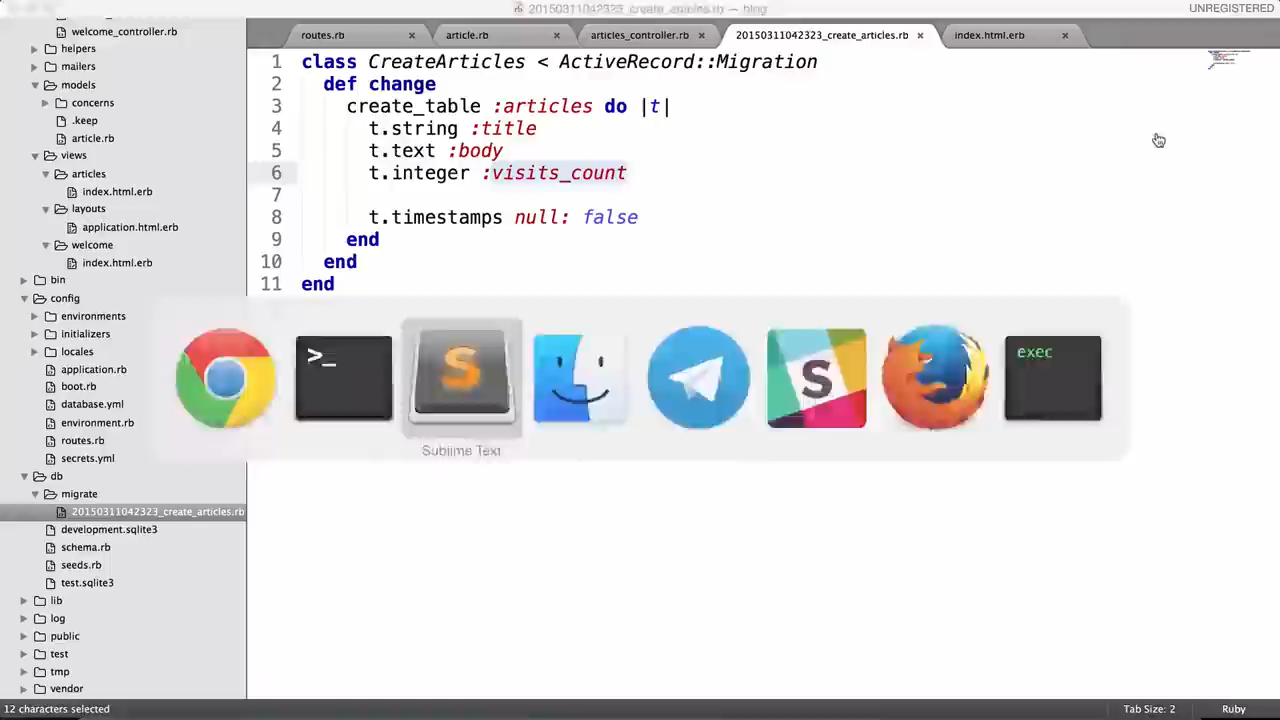 20150311042323_create_articles.rb — blog
UNREGISTERED
welcome_controller.rb
helpers
mailers
models
concerns
.keep
article.rb
views
articles
index.html.erb
layouts
application.html.erb
welcome
index.html.erb
bin
config
environments
initializers
locales
application.rb
boot.rb
database.yml
environment.rb
routes.rb
secrets.yml
db
migrate
20150311042323_create_articles.rb
development.sqlite3
schema.rb
seeds.rb
test.sqlite3
lib
log
public
test
tmp
vendor
routes.rb
article.rb
articles_controller.rb
20150311042323_create_articles.rb
index.html.erb
1 class CreateArticles < ActiveRecord::Migration
2 def change
3 create_table :articles do |t|
4 t.string :title
5 t.text :body
6 t.integer :visits_count
7
8 t.timestamps null: false
9 end
10 end
11 end
>_
S
S
exec
Sublime Text
12 characters selected
Tab Size: 2
Ruby